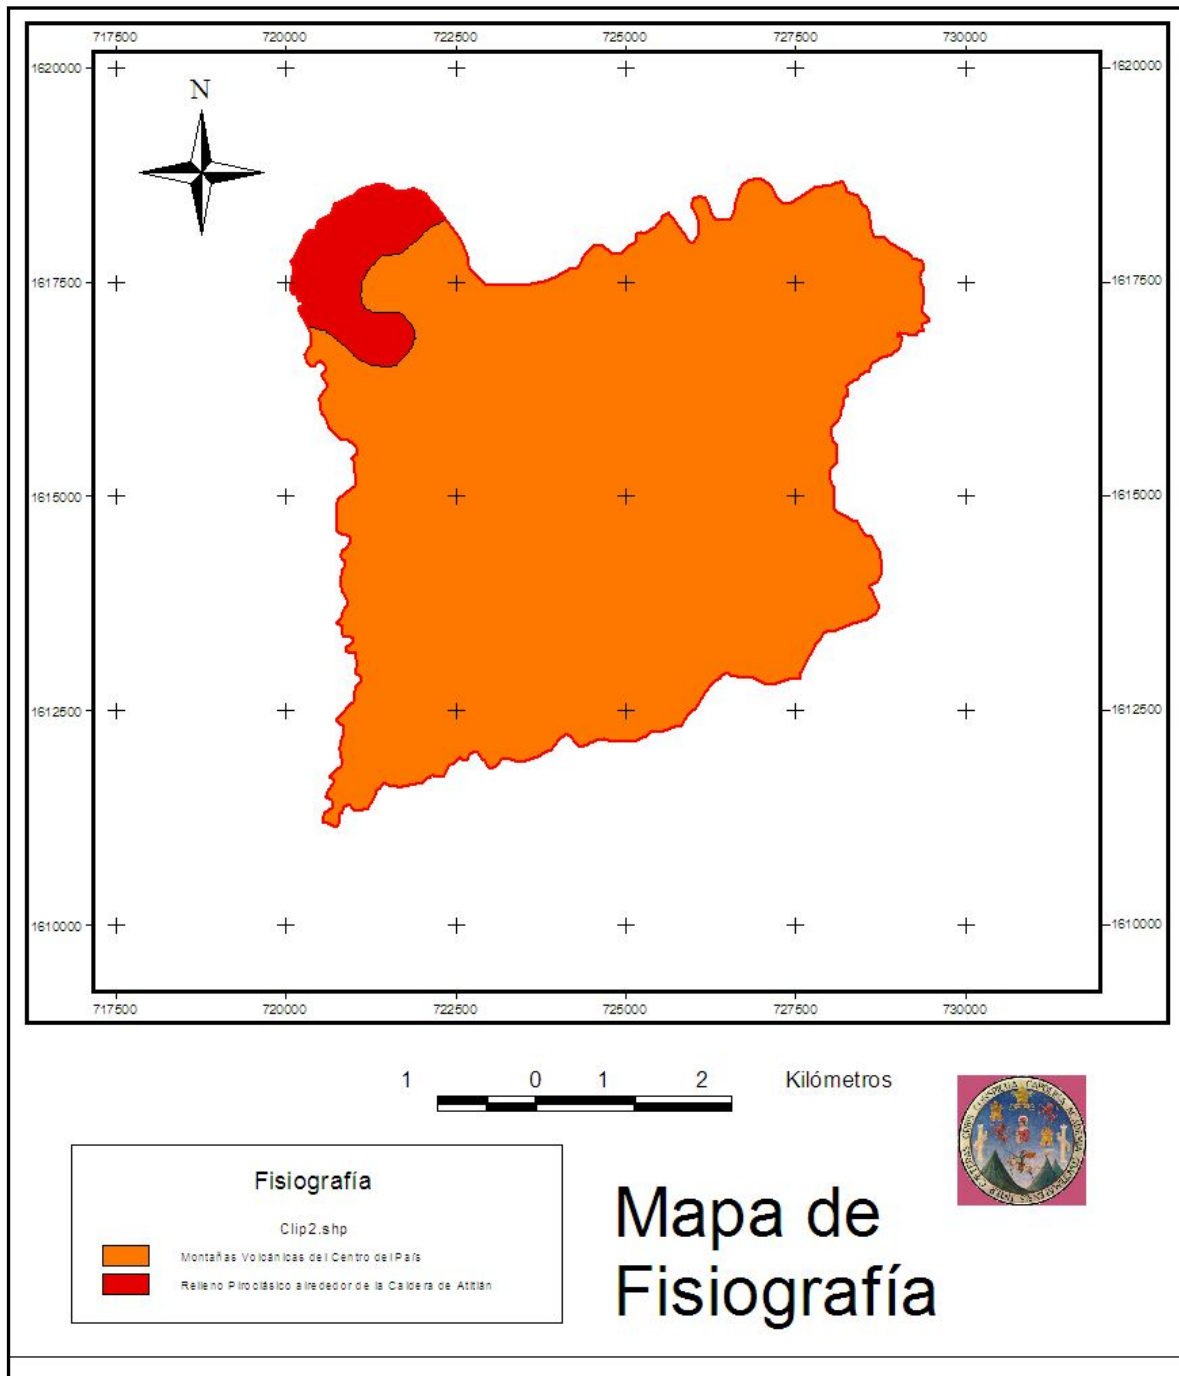 717500 720000 722500 725000 727500 730000
1620000 1620000
N
1617500 1617500
1615000 1615000
1612500 1612500
1610000 1610000
717500 720000 722500 725000 727500 730000
1 0 1 2 Kilómetros
Fisiografía
Clip2.shp
Montañas Volcánicas del Centro del País
Relleno Piroclásico alrededor de la Caldera de Atitlán
Mapa de
Fisiografía